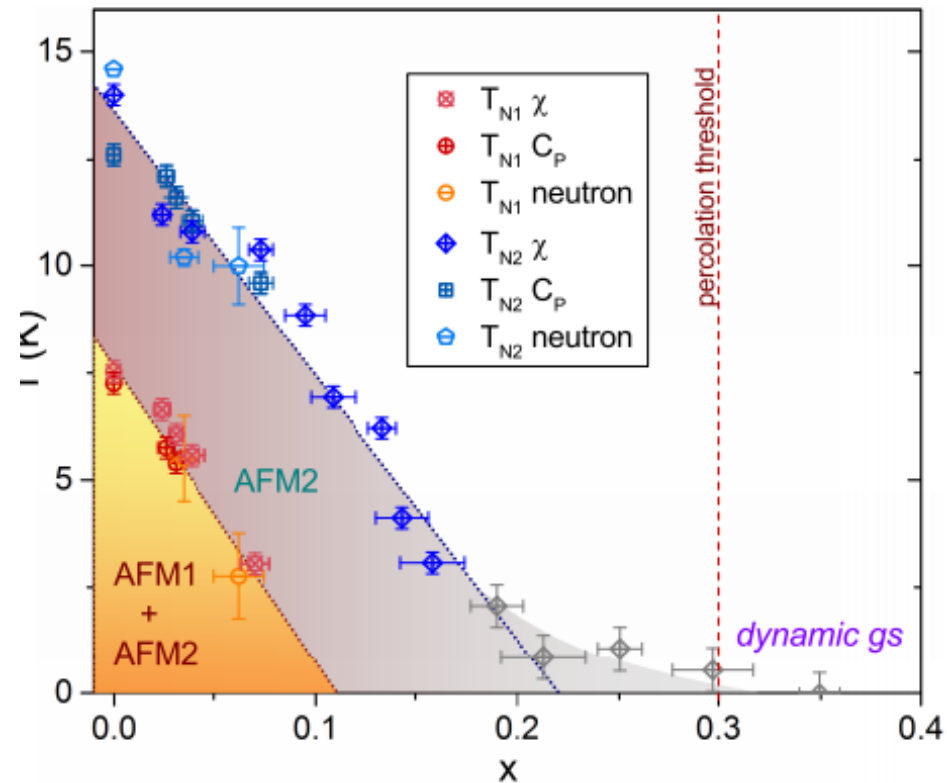 15
10
5
0
T_N1 χ
T_N1 C_P
T_N1 neutron
T_N2 χ
T_N2 C_P
T_N2 neutron
percolation threshold
AFM2
AFM1
+
AFM2
dynamic gs
0.0
0.1
0.2
0.3
0.4
x
(K)